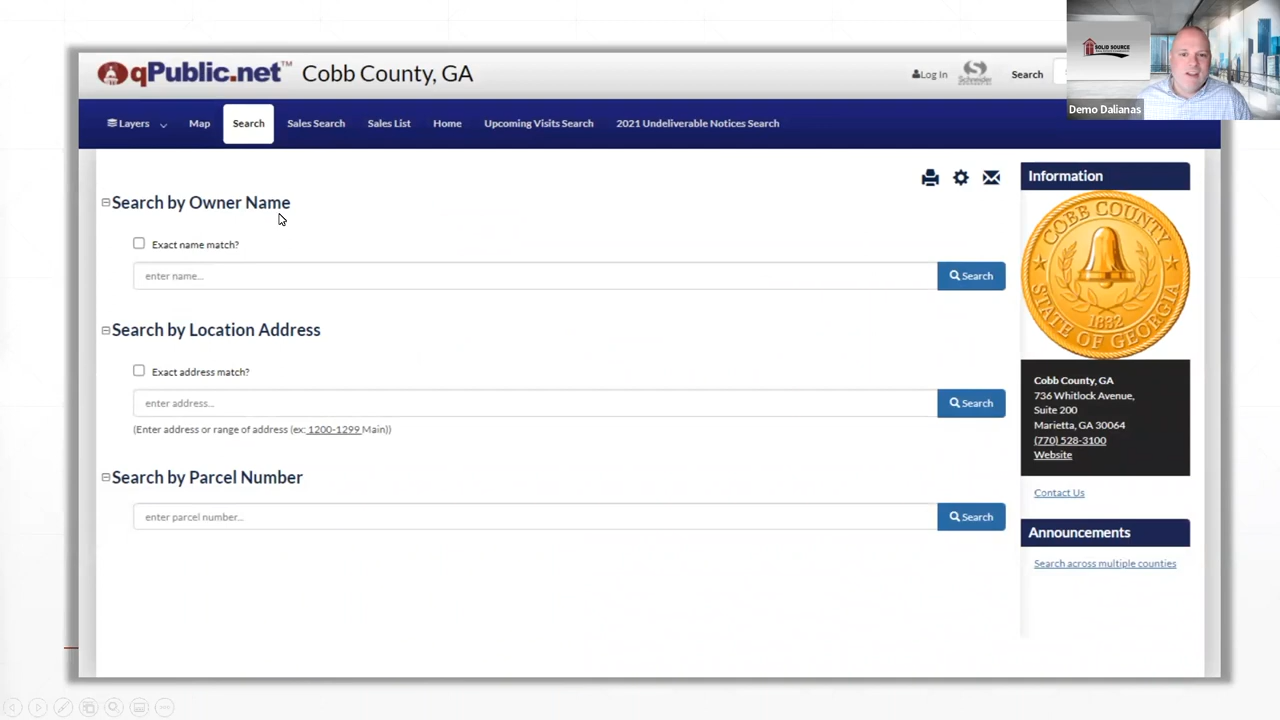 qPublic.net™ Cobb County, GA
Log In
Schneider
Search
SOLID SOURCE
Demo Dalianas
Layers
Map
Search
Sales Search
Sales List
Home
Upcoming Visits Search
2021 Undeliverable Notices Search
Search by Owner Name
Exact name match?
enter name...
Search
Search by Location Address
Exact address match?
enter address...
Search
(Enter address or range of address (ex: 1200-1299 Main))
Search by Parcel Number
enter parcel number...
Search
Information
COBB COUNTY
1832
STATE OF GEORGIA
Cobb County, GA
736 Whitlock Avenue,
Suite 200
Marietta, GA 30064
(770) 528-3100
Website
Contact Us
Announcements
Search across multiple counties